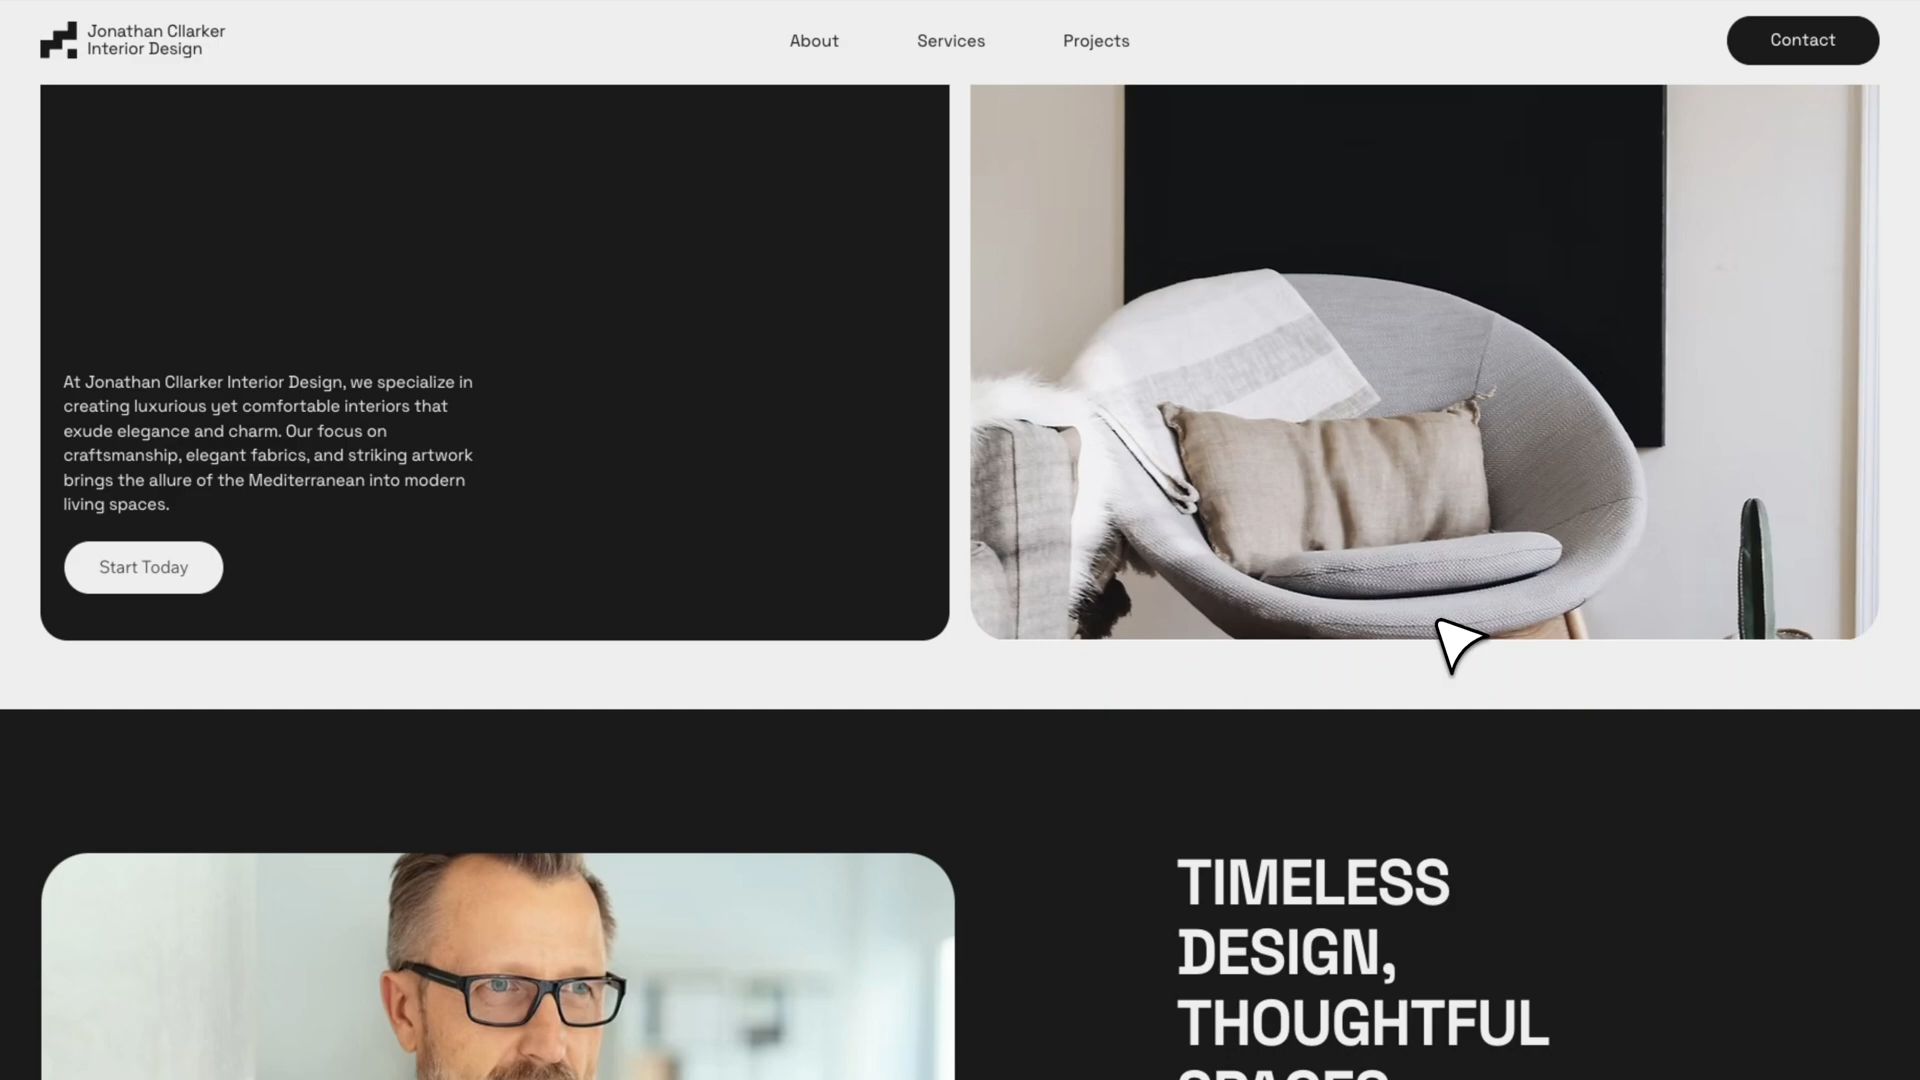 Jonathan Cllarker
Interior Design
About
Services
Projects
Contact
At Jonathan Cllarker Interior Design, we specialize in
creating luxurious yet comfortable interiors that
exude elegance and charm. Our focus on
craftsmanship, elegant fabrics, and striking artwork
brings the allure of the Mediterranean into modern
living spaces.
Start Today
TIMELESS
DESIGN,
THOUGHTFUL